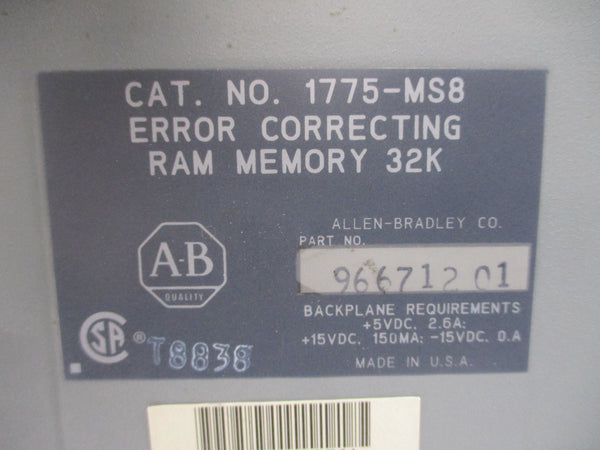 CAT. NO. 1775-MS8
ERROR CORRECTING
RAM MEMORY 32K
ALLEN-BRADLEY CO.
PART NO.
966712 01
A-B
QUALITY
BACKPLANE REQUIREMENTS
+5VDC, 2.6A;
+15VDC, 150MA; -15VDC, 0.A
SA ® T8838
MADE IN U.S.A.